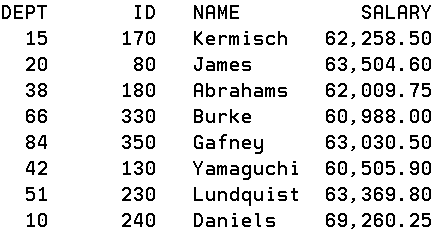 DEPT ID NAME SALARY
15 170 Kermisch 62,258.50
20 80 James 63,504.60
38 180 Abrahams 62,009.75
66 330 Burke 60,988.00
84 350 Gafney 63,030.50
42 130 Yamaguchi 60,505.90
51 230 Lundquist 63,369.80
10 240 Daniels 69,260.25